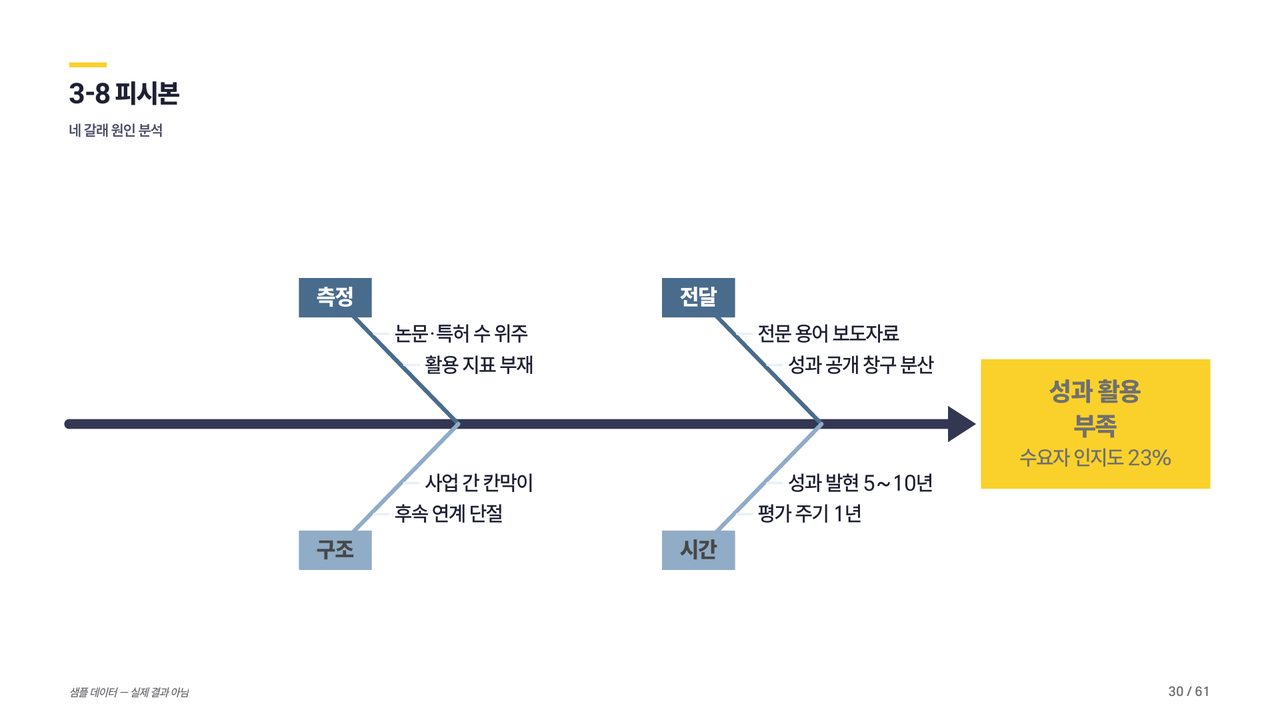 3-8 피시본
네 갈래 원인 분석
측정
논문·특허 수 위주
활용 지표 부재
전달
전문 용어 보도자료
성과 공개 창구 분산
성과 활용
부족
수요자 인지도 23%
사업 간 칸막이
후속 연계 단절
구조
성과 발현 5~10년
평가 주기 1년
시간
샘플 데이터 — 실제 결과 아님
30 / 61